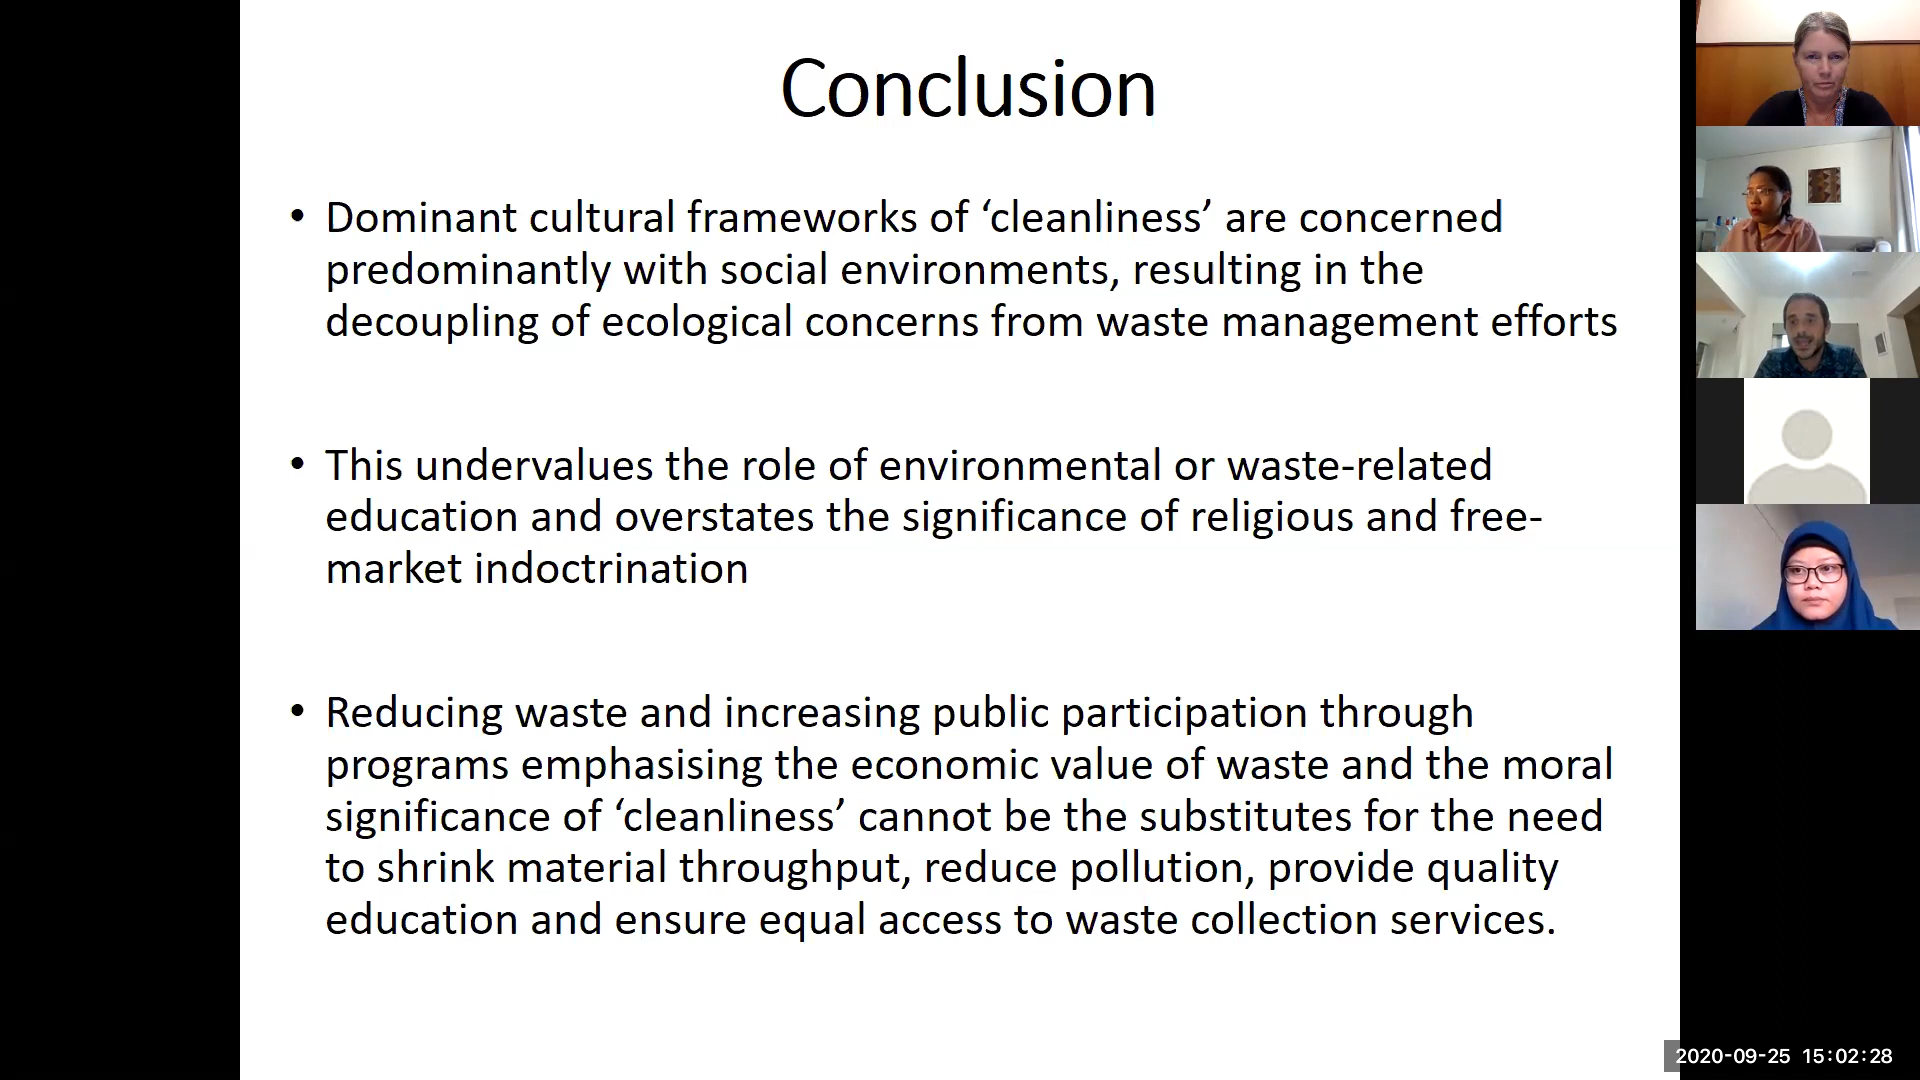 Conclusion
• Dominant cultural frameworks of ‘cleanliness’ are concerned
predominantly with social environments, resulting in the
decoupling of ecological concerns from waste management efforts
• This undervalues the role of environmental or waste-related
education and overstates the significance of religious and free-
market indoctrination
• Reducing waste and increasing public participation through
programs emphasising the economic value of waste and the moral
significance of ‘cleanliness’ cannot be the substitutes for the need
to shrink material throughput, reduce pollution, provide quality
education and ensure equal access to waste collection services.
2020-09-25 15:02:28